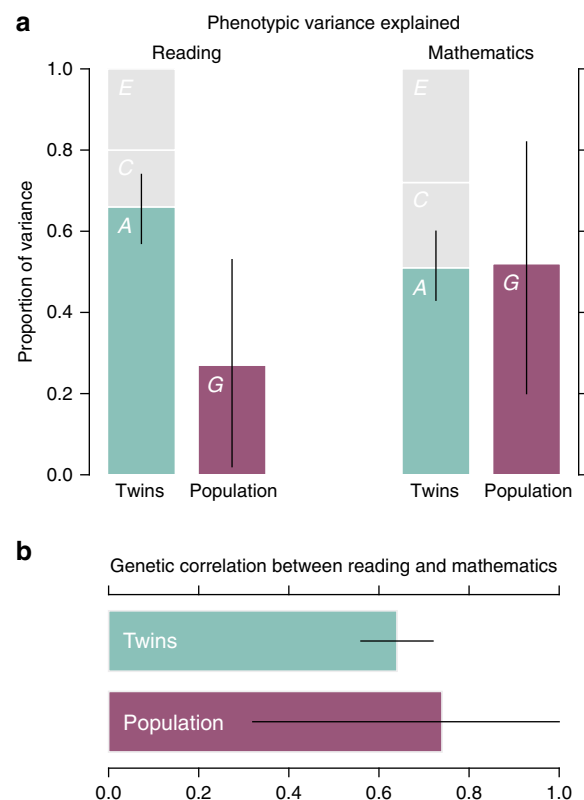 a
Phenotypic variance explained
Reading
Mathematics
Proportion of variance
1.0
0.8
0.6
0.4
0.2
0.0
E
C
A
G
E
C
A
G
Twins
Population
Twins
Population
b
Genetic correlation between reading and mathematics
Twins
Population
0.0 0.2 0.4 0.6 0.8 1.0